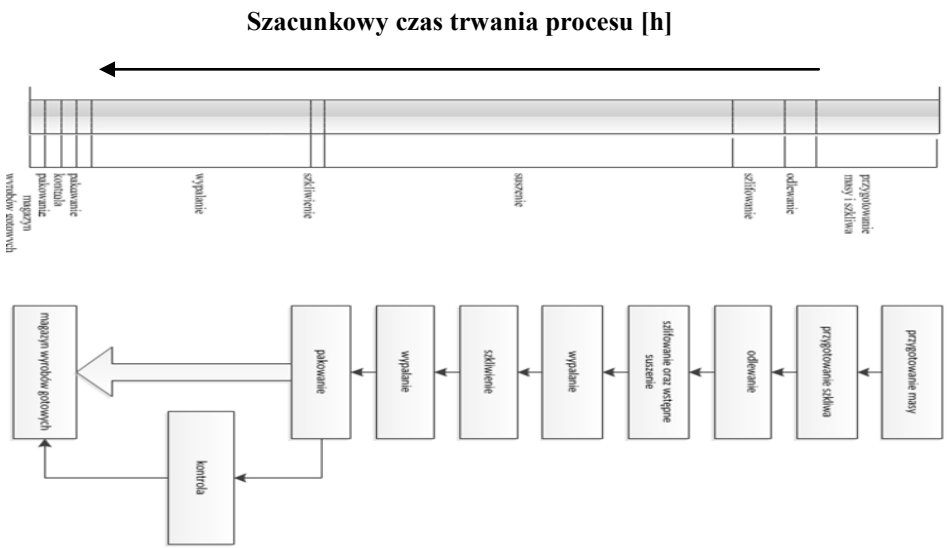 Szacunkowy czas trwania procesu [h]
magazyn
wyrobów gotowych
pakowanie
kontrola
pakowanie
wypalanie
szkliwienie
suszenie
szlifowanie
odlewanie
przygotowanie
masy i szkliwa
magazyn wyrobów gotowych
pakowanie
wypalanie
szkliwienie
wypalanie
szlifowanie oraz wstępne
suszenie
odlewanie
przygotowanie szkliwa
przygotowanie masy
kontrola